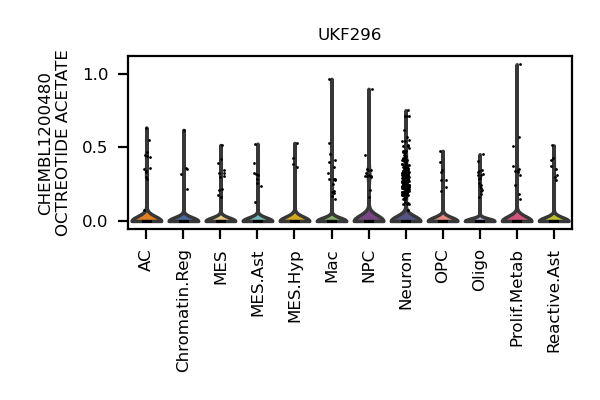 UKF296
CHEMBL1200480
OCTREOTIDE ACETATE
1.0
0.5
0.0
AC
Chromatin.Reg
MES
MES.Ast
MES.Hyp
Mac
NPC
Neuron
OPC
Oligo
Prolif.Metab
Reactive.Ast